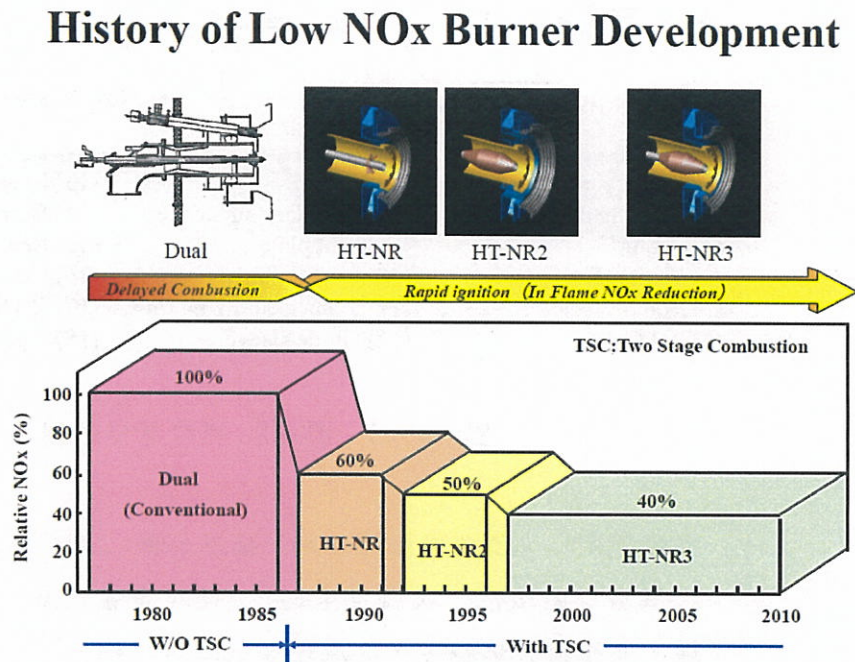 History of Low NOx Burner Development
Dual
HT-NR
HT-NR2
HT-NR3
Delayed Combustion
Rapid ignition (In Flame NOx Reduction)
TSC:Two Stage Combustion
Relative NOx (%)
100
80
60
40
20
0
100%
Dual
(Conventional)
60%
HT-NR
50%
HT-NR2
40%
HT-NR3
1980
1985
1990
1995
2000
2005
2010
W/O TSC
With TSC